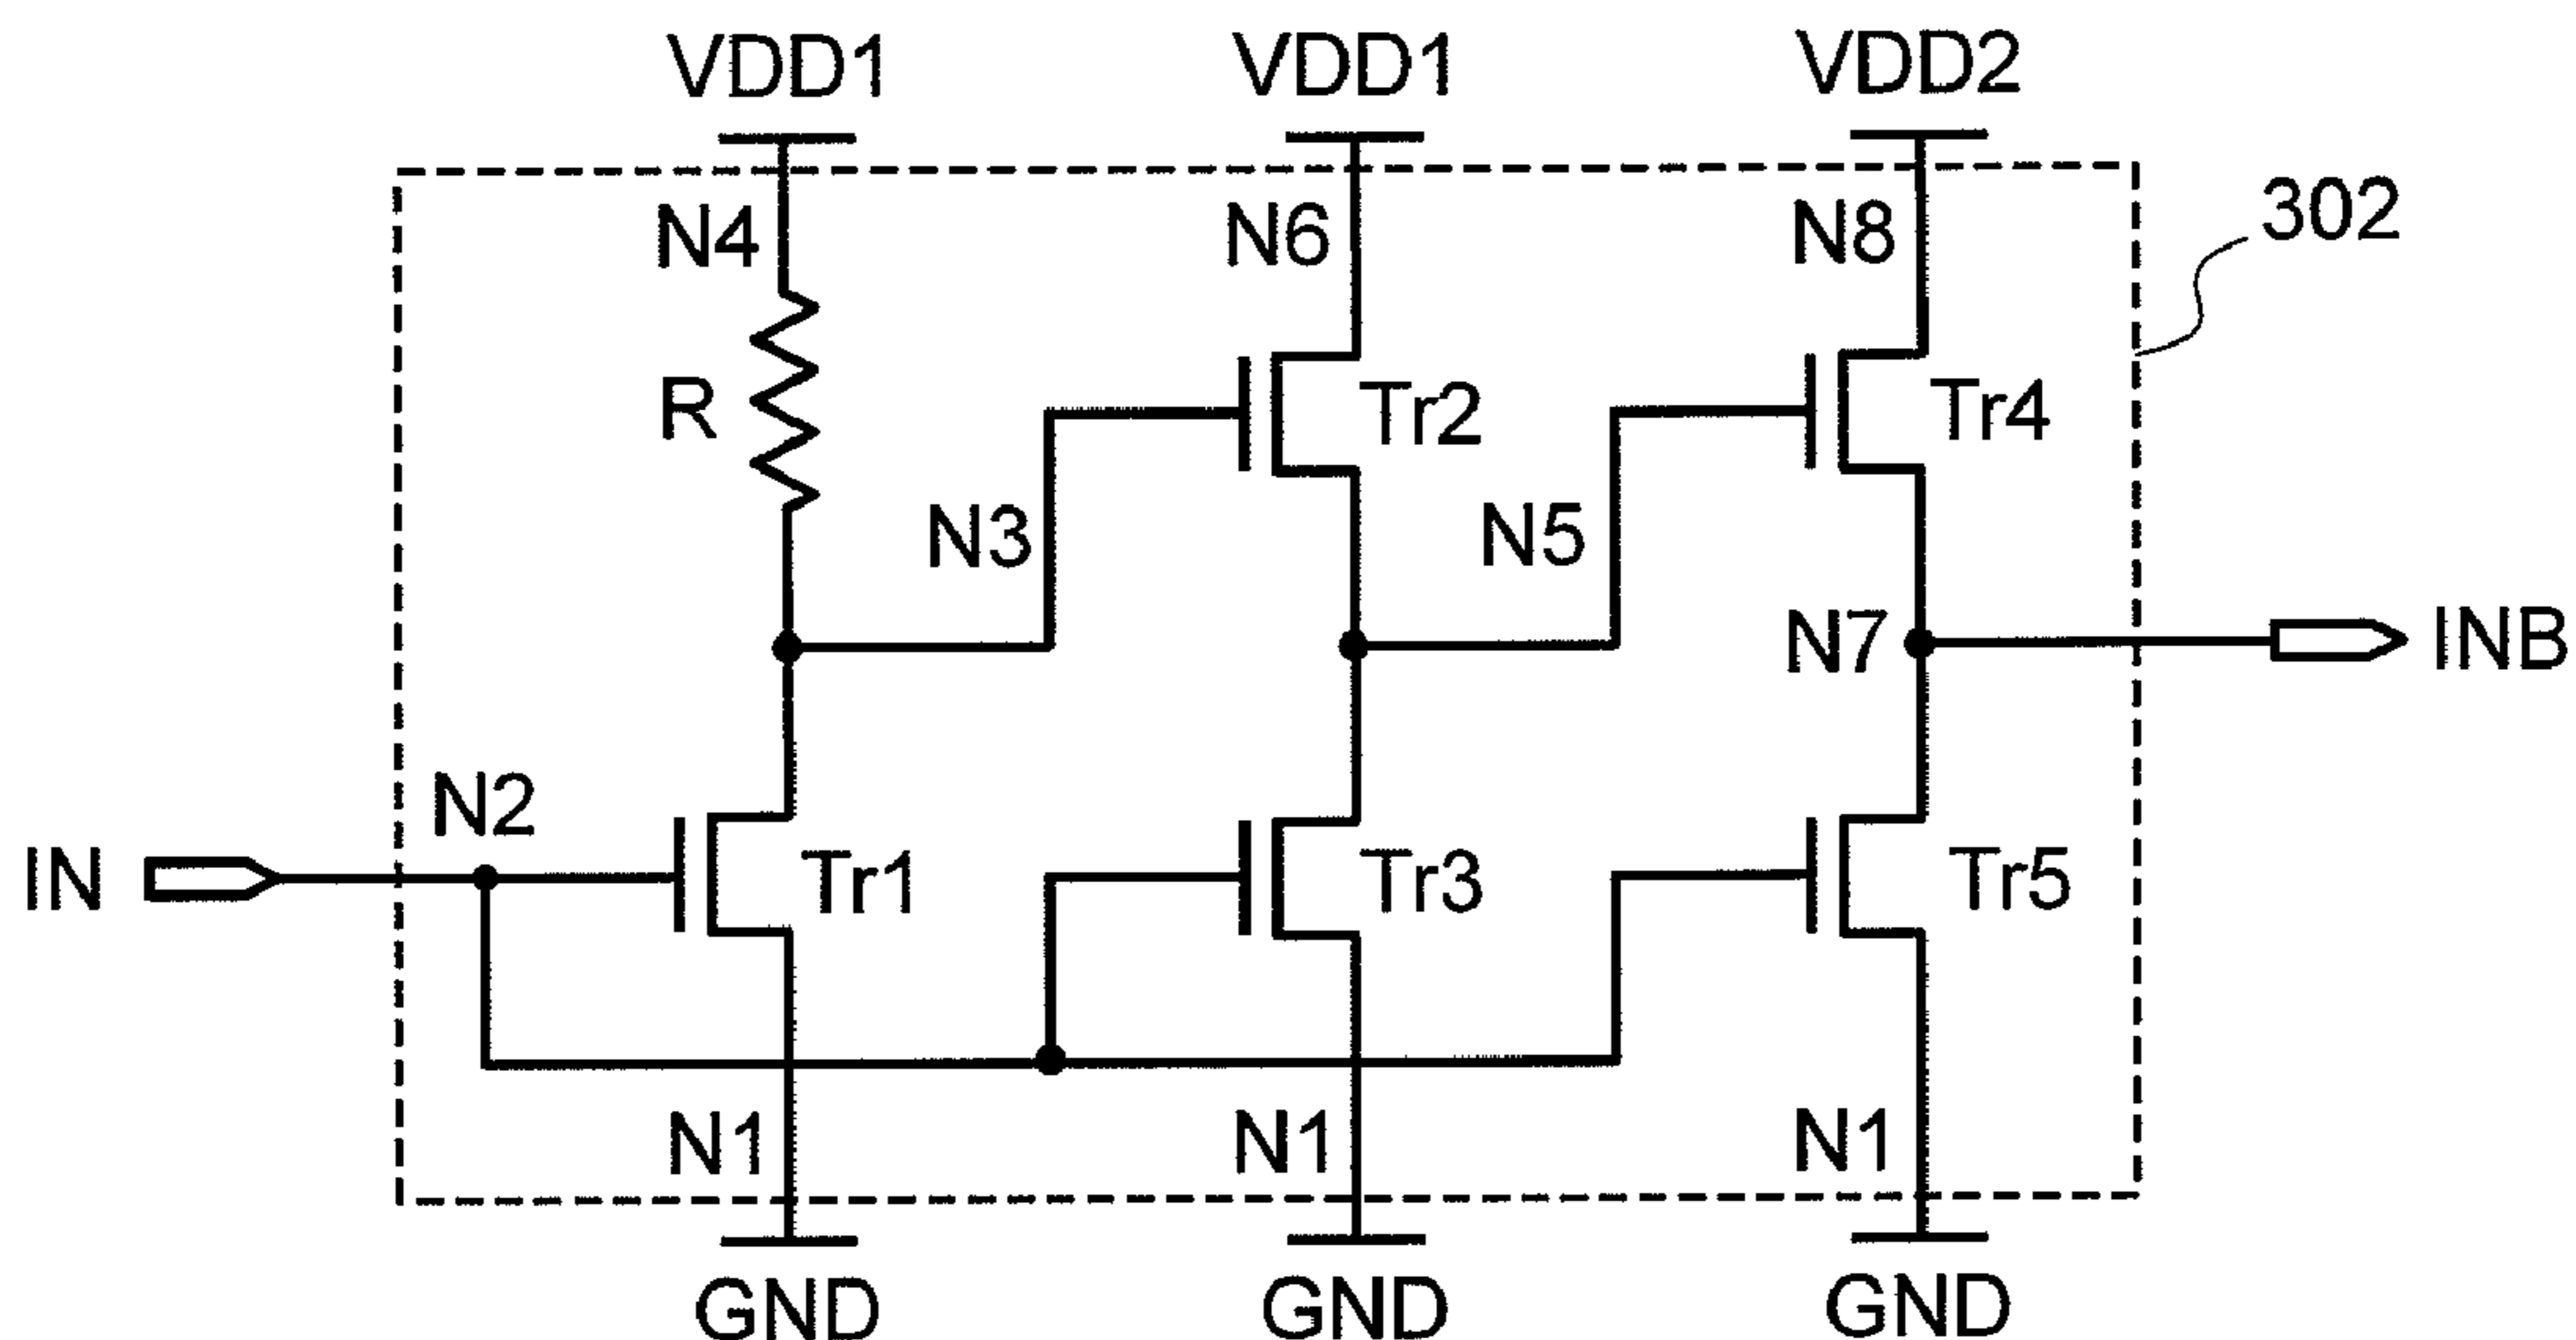 VDD1 VDD1 VDD2
N4 N6 N8 302
R Tr2 Tr4
N3 N5
N7 INB
N2
IN Tr1 Tr3 Tr5
N1 N1 N1
GND GND GND